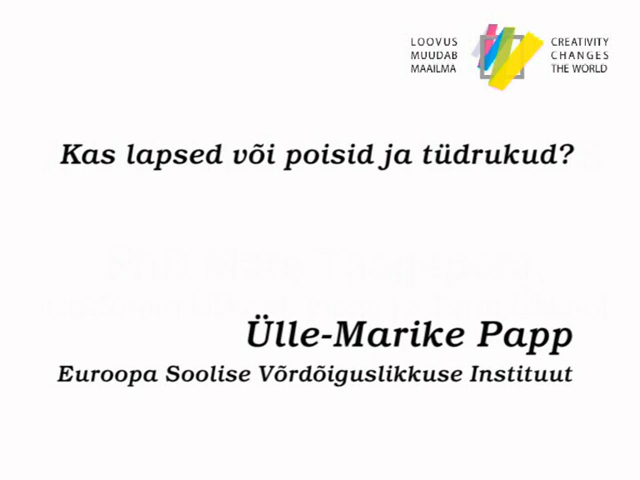 LOOVUS
MUUDAB
MAAILMA
CREATIVITY
CHANGES
THE WORLD
Kas lapsed või poisid ja tüdrukud?
Ülle-Marike Papp
Euroopa Soolise Võrdõiguslikkuse Instituut